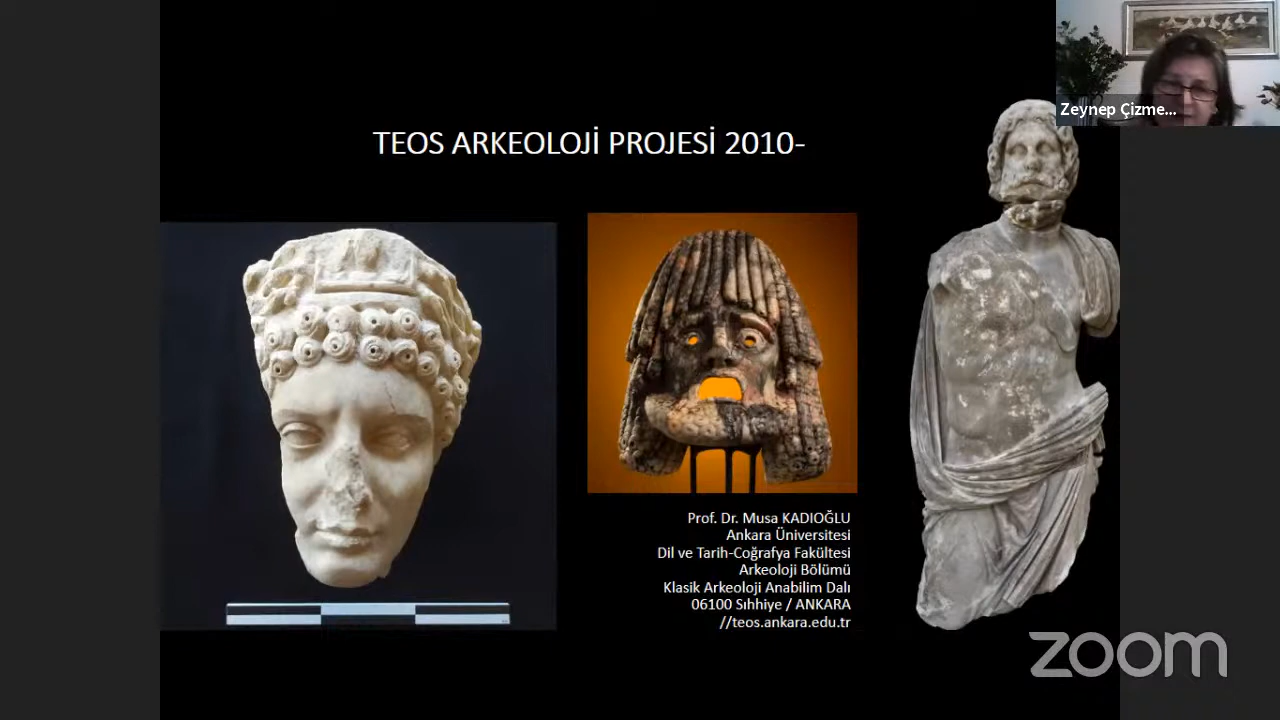 Zeynep Çizme...
TEOS ARKEOLOJİ PROJESİ 2010-
Prof. Dr. Musa KADIOĞLU
Ankara Üniversitesi
Dil ve Tarih-Coğrafya Fakültesi
Arkeoloji Bölümü
Klasik Arkeoloji Anabilim Dalı
06100 Sıhhiye / ANKARA
//teos.ankara.edu.tr
zoom